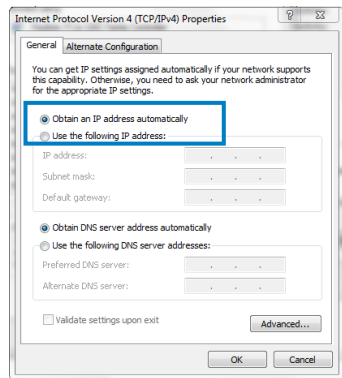 Internet Protocol Version 4 (TCP/IPv4) Properties
General
Alternate Configuration
You can get IP settings assigned automatically if your network supports
this capability. Otherwise, you need to ask your network administrator
for the appropriate IP settings.
Obtain an IP address automatically
Use the following IP address:
IP address:
Subnet mask:
Default gateway:
Obtain DNS server address automatically
Use the following DNS server addresses:
Preferred DNS server:
Alternate DNS server:
Validate settings upon exit
Advanced...
OK
Cancel